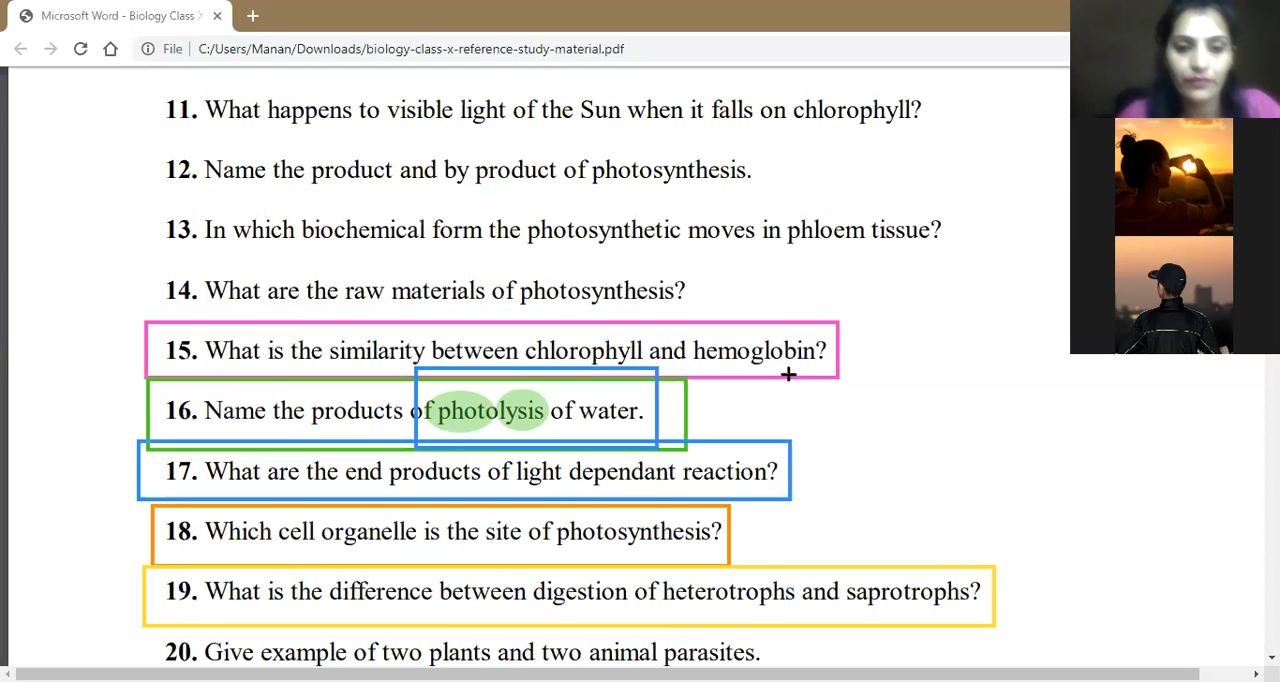 Microsoft Word - Biology Class X
File C:/Users/Manan/Downloads/biology-class-x-reference-study-material.pdf
11. What happens to visible light of the Sun when it falls on chlorophyll?
12. Name the product and by product of photosynthesis.
13. In which biochemical form the photosynthetic moves in phloem tissue?
14. What are the raw materials of photosynthesis?
15. What is the similarity between chlorophyll and hemoglobin?
16. Name the products of photolysis of water.
17. What are the end products of light dependant reaction?
18. Which cell organelle is the site of photosynthesis?
19. What is the difference between digestion of heterotrophs and saprotrophs?
20. Give example of two plants and two animal parasites.